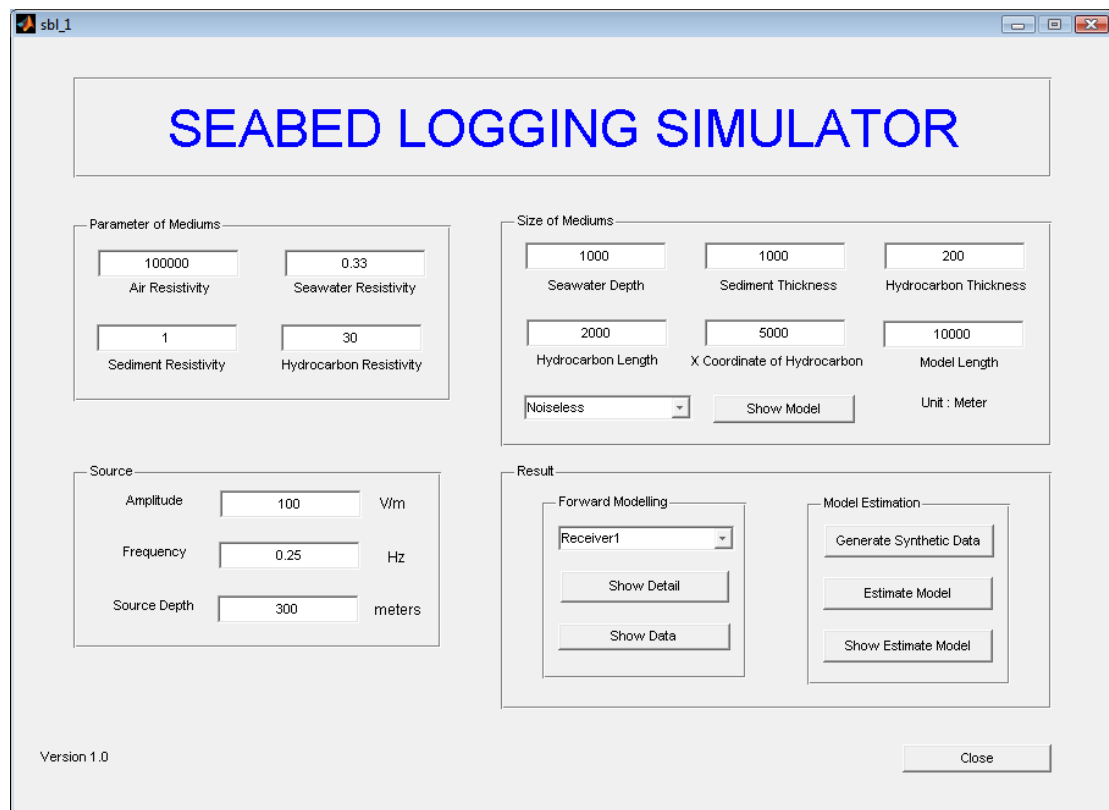 sbl_1
SEABED LOGGING SIMULATOR
Parameter of Mediums
100000
0.33
Air Resistivity
Seawater Resistivity
1
30
Sediment Resistivity
Hydrocarbon Resistivity
Size of Mediums
1000
1000
200
Seawater Depth
Sediment Thickness
Hydrocarbon Thickness
2000
5000
10000
Hydrocarbon Length
X Coordinate of Hydrocarbon
Model Length
Noiseless
Show Model
Unit : Meter
Source
Amplitude
100
V/m
Frequency
0.25
Hz
Source Depth
300
meters
Result
Forward Modelling
Receiver1
Show Detail
Show Data
Model Estimation
Generate Synthetic Data
Estimate Model
Show Estimate Model
Version 1.0
Close